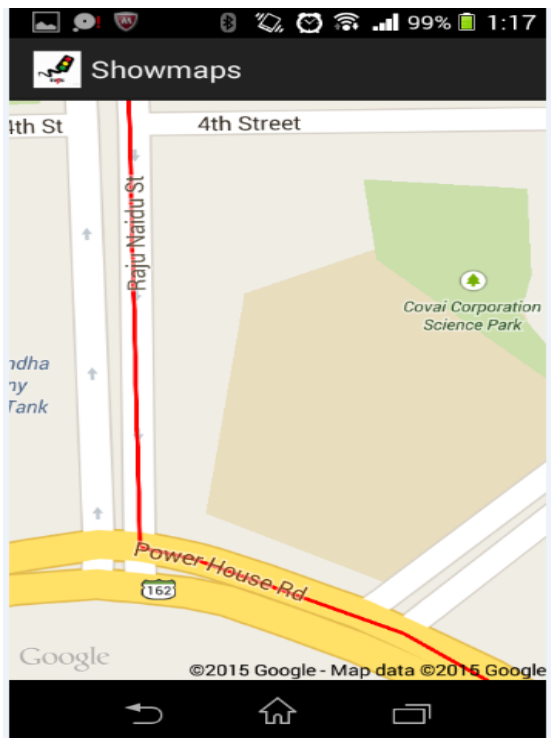 99% 1:17
Showmaps
4th St
4th Street
Raju Naidu St
Covai Corporation
Science Park
ndha
ny
Tank
Power House Rd
162
Google
©2015 Google - Map data ©2015 Google